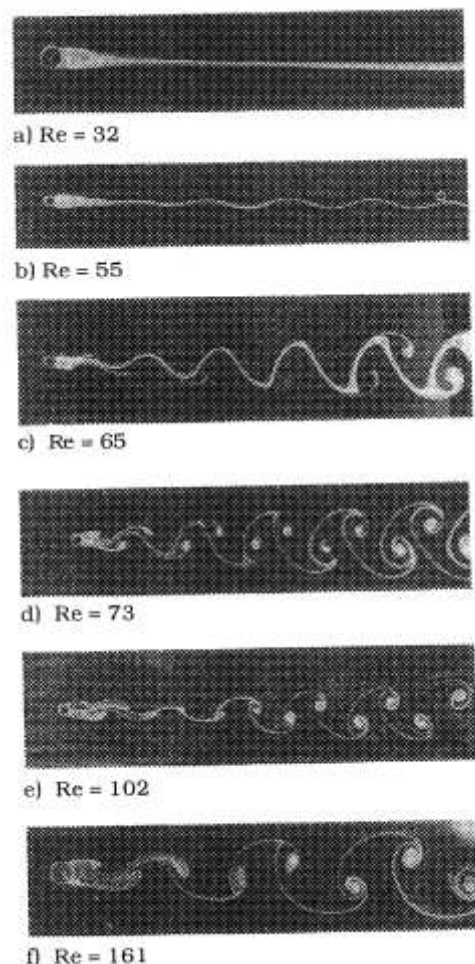 a) Re = 32
b) Re = 55
c) Re = 65
d) Re = 73
e) Re = 102
f) Re = 161